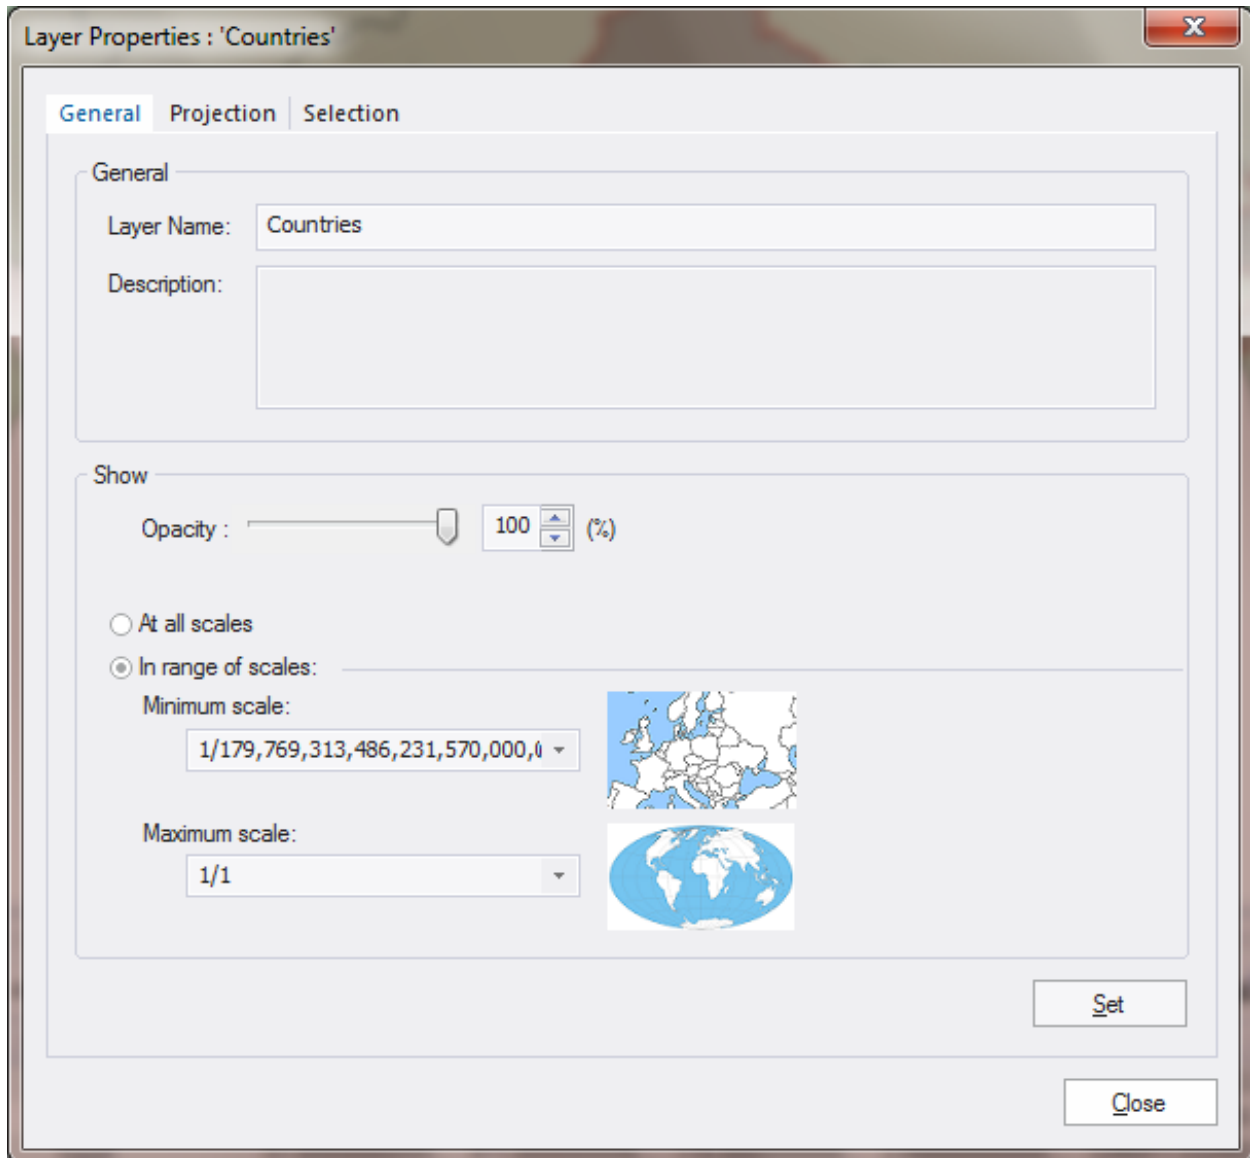 Layer Properties : 'Countries'
X
General Projection Selection
General
Layer Name: Countries
Description:
Show
Opacity : 100 (%)
At all scales
In range of scales:
Minimum scale:
1/179,769,313,486,231,570,000,
Maximum scale:
1/1
Set
Close